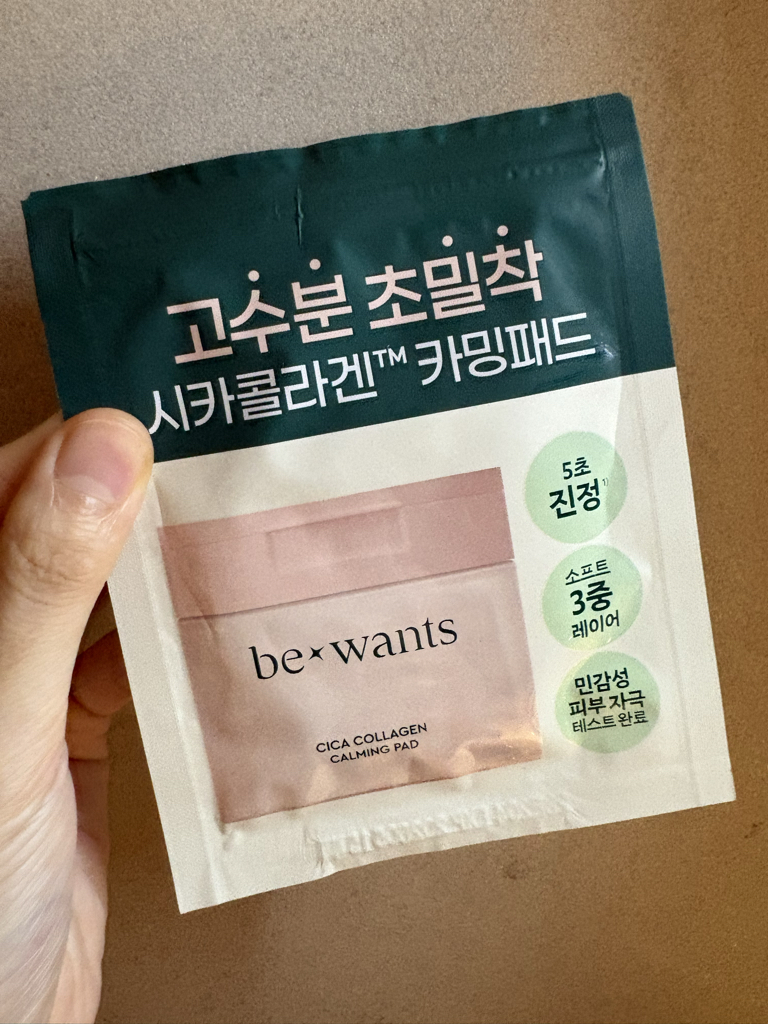 고수분 초밀착
시카콜라겐™ 카밍패드
5초
진정¹⁾
소프트
3중
레이어
민감성
피부 자극
테스트 완료
be wants
CICA COLLAGEN
CALMING PAD